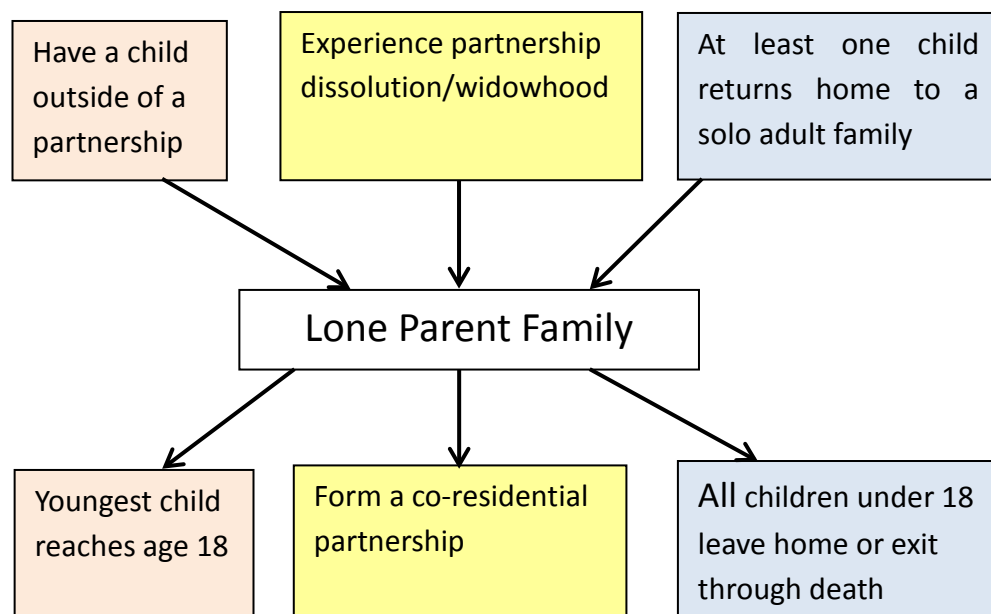 Have a child
outside of a
partnership
Experience partnership
dissolution/widowhood
At least one child
returns home to a
solo adult family
Lone Parent Family
Youngest child
reaches age 18
Form a co-residential
partnership
All children under 18
leave home or exit
through death